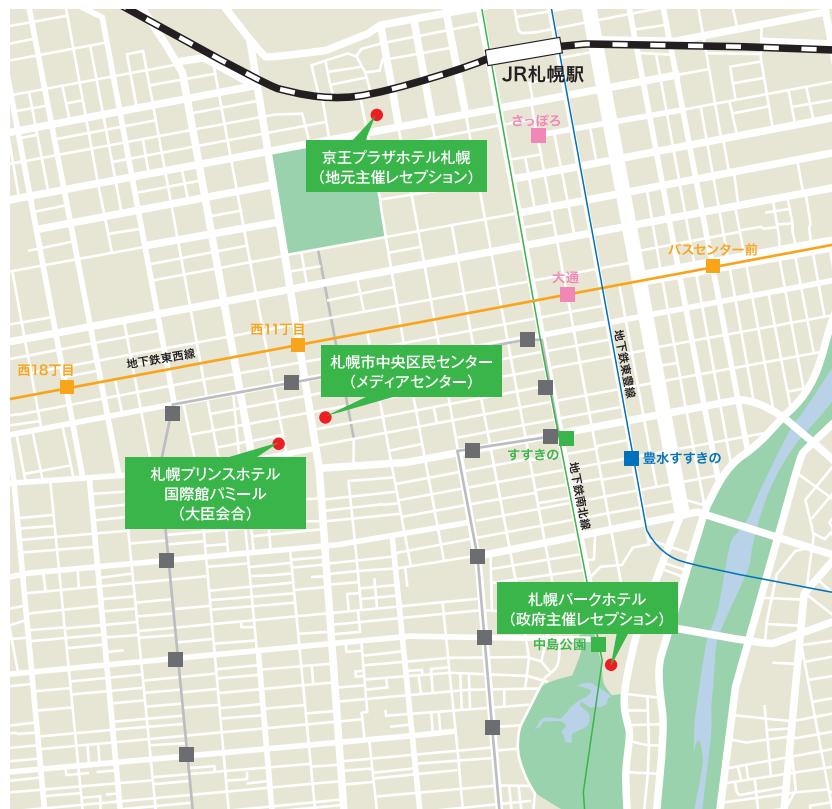 JR札幌駅
さっぽろ
京王プラザホテル札幌
（地元主催レセプション）
バスセンター前
大通
西11丁目
地下鉄東西線
西18丁目
地下鉄東豊線
札幌市中央区民センター
（メディアセンター）
すすきの
豊水すすきの
地下鉄南北線
札幌プリンスホテル
国際館パミール
（大臣会合）
札幌パークホテル
（政府主催レセプション）
中島公園